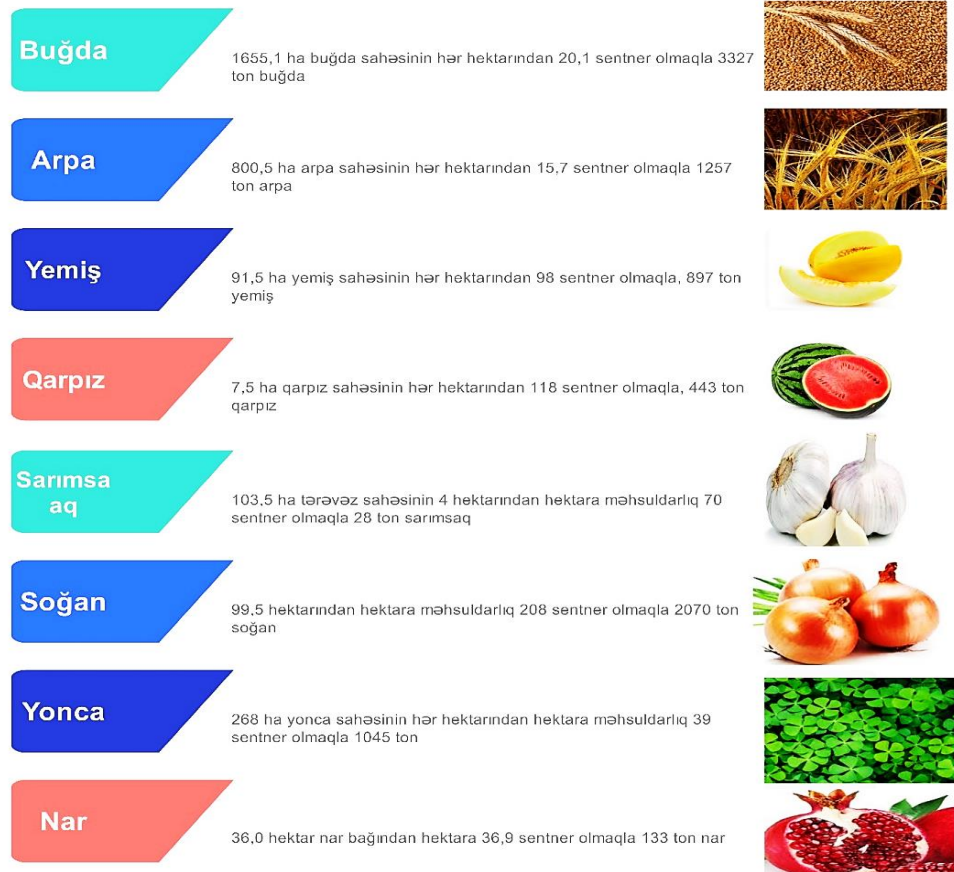 Buğda
1655,1 ha buğda sahəsinin hər hektarından 20,1 sentner olmaqla 3327
ton buğda
Arpa
800,5 ha arpa sahəsinin hər hektarından 15,7 sentner olmaqla 1257
ton arpa
Yemiş
91,5 ha yemiş sahəsinin hər hektarından 98 sentner olmaqla, 897 ton
yemiş
Qarpız
7,5 ha qarpız sahəsinin hər hektarından 118 sentner olmaqla, 443 ton
qarpız
Sarımsa
aq
103,5 ha tərəvəz sahəsinin 4 hektarından hektara məhsuldarlıq 70
sentner olmaqla 28 ton sarımsaq
Soğan
99,5 hektarından hektara məhsuldarlıq 208 sentner olmaqla 2070 ton
soğan
Yonca
268 ha yonca sahəsinin hər hektarından hektara məhsuldarlıq 39
sentner olmaqla 1045 ton
Nar
36,0 hektar nar bağından hektara 36,9 sentner olmaqla 133 ton nar